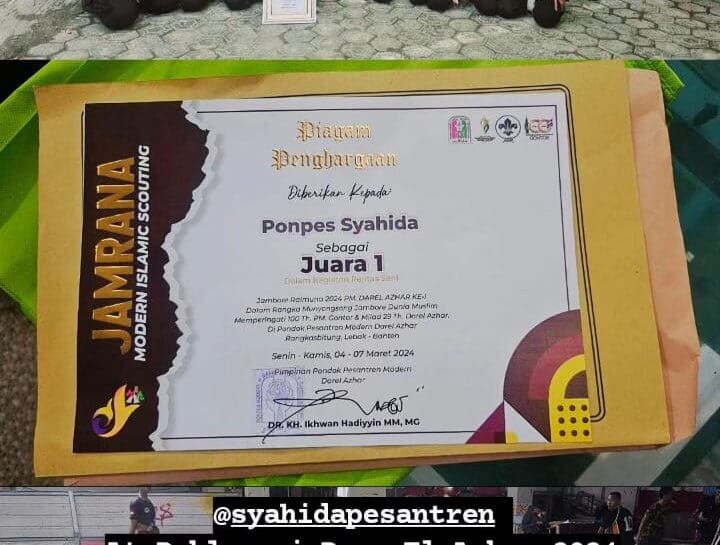 Piagam
Penghargaan
Diberikan Kepada:
Ponpes Syahida
Sebagai
Juara 1
Dalam Kegiatan Pentas Seni
Jambore Raimuna 2024 PM. DAREL AZHAR KE-1
Dalam Rangka Menyongsong Jambore Dunia Muslim
Memperingati 100 Th. PM. Gontor & Milad 29 Th. Darel Azhar.
Di Pondok Pesantren Modern Darel Azhar
Rangkasbitung, Lebak - Banten
Senin - Kamis, 04 - 07 Maret 2024
Pimpinan Pondok Pesantren Modern
Darel Azhar
DR. KH. Ikhwan Hadiyyin MM, MG
JAMRANA
MODERN ISLAMIC SCOUTING
GONTOR
@syahidapesantren